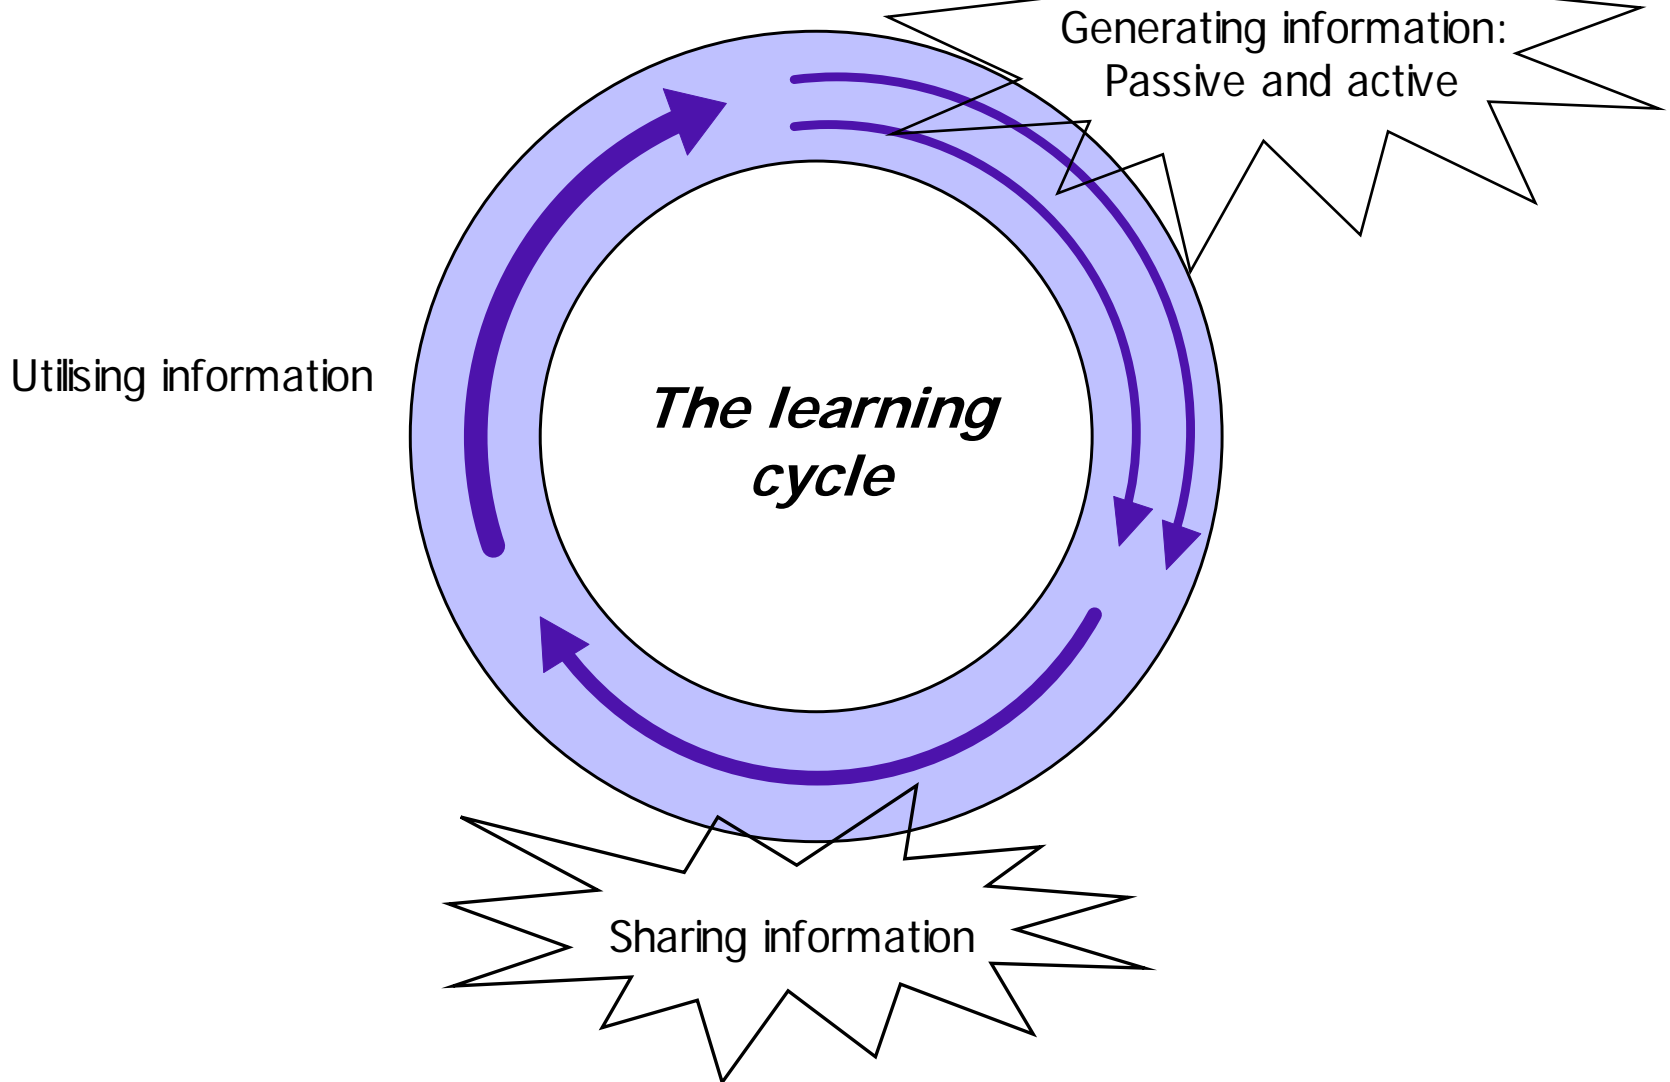 Generating information:
Passive and active
Utilising information
The learning
cycle
Sharing information